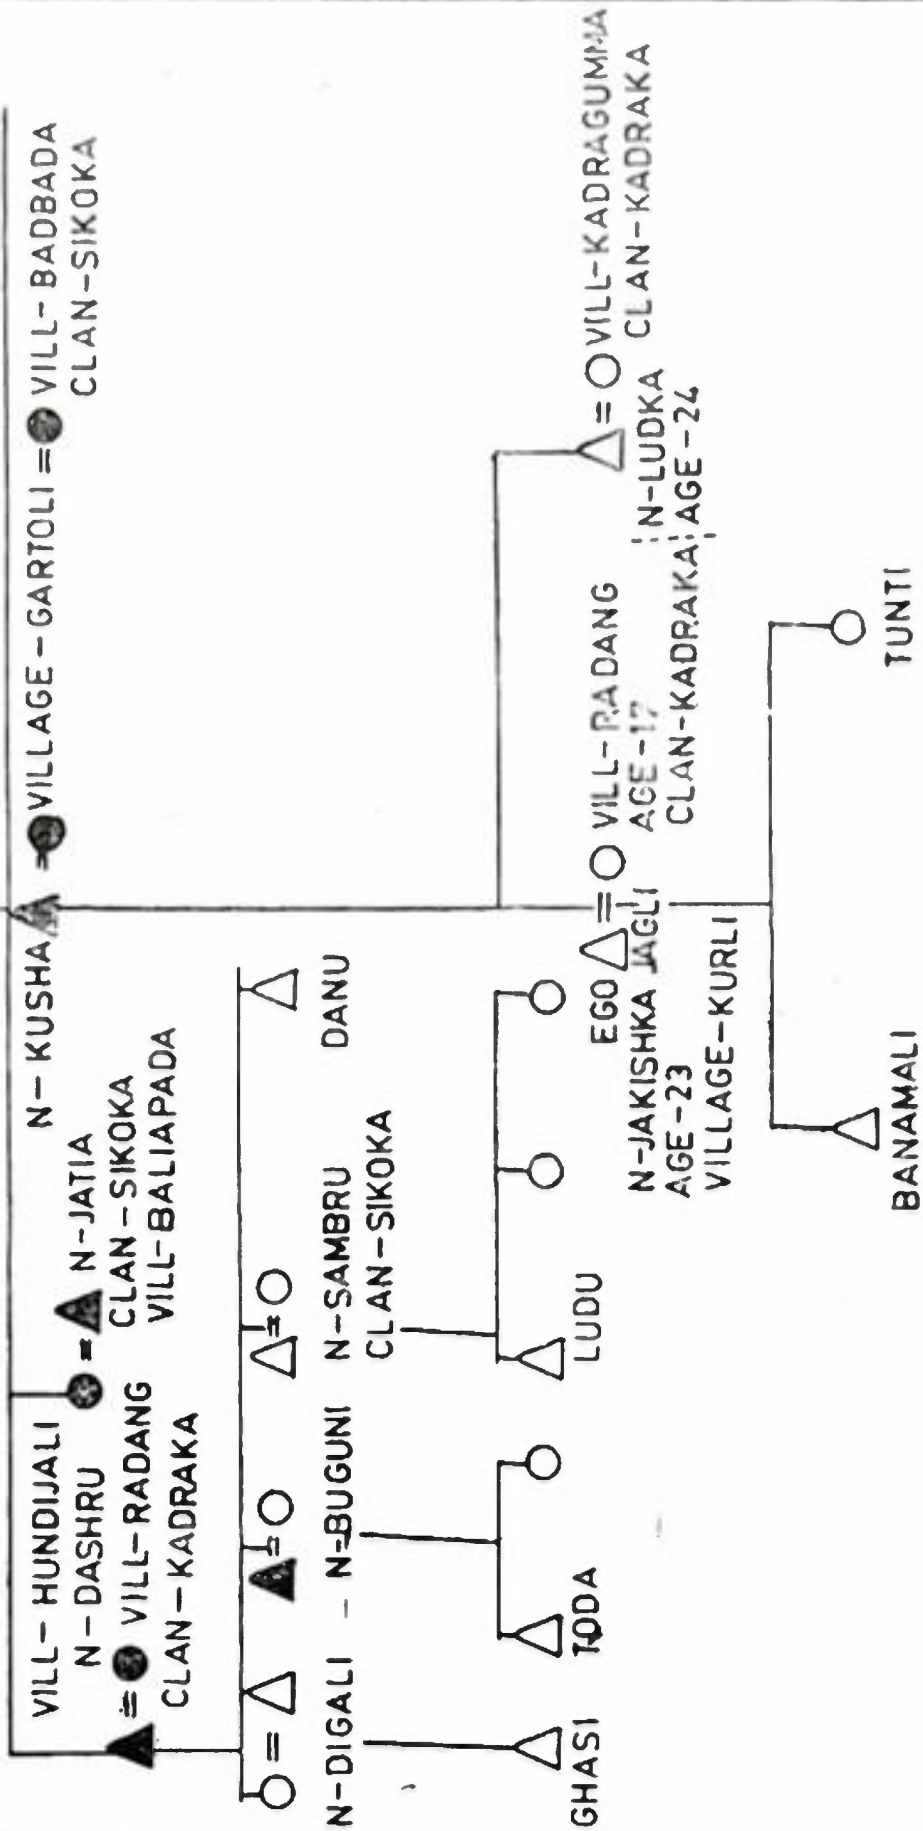 VILL-HUNDIJALI
N-DASHRU
VILL-RADANG
CLAN-KADRAKA
N-JATIA
CLAN-SIKOKA
VILL-BALIAPADA
N-KUSHA
VILLAGE-GARTOLI
VILL-BADBADA
CLAN-SIKOKA
N-DIGALI
N-BUGUNI
N-SAMBRU
CLAN-SIKOKA
DANU
GHASI
TODA
LUDU
EGO
N-JAKISHKA JAGLI
AGE-23
VILLAGE-KURLI
VILL-RADANG
AGE-17
CLAN-KADRAKA
N-LUDKA
AGE-24
VILL-KADRAGUMMA
CLAN-KADRAKA
BANAMALI
TUNTI